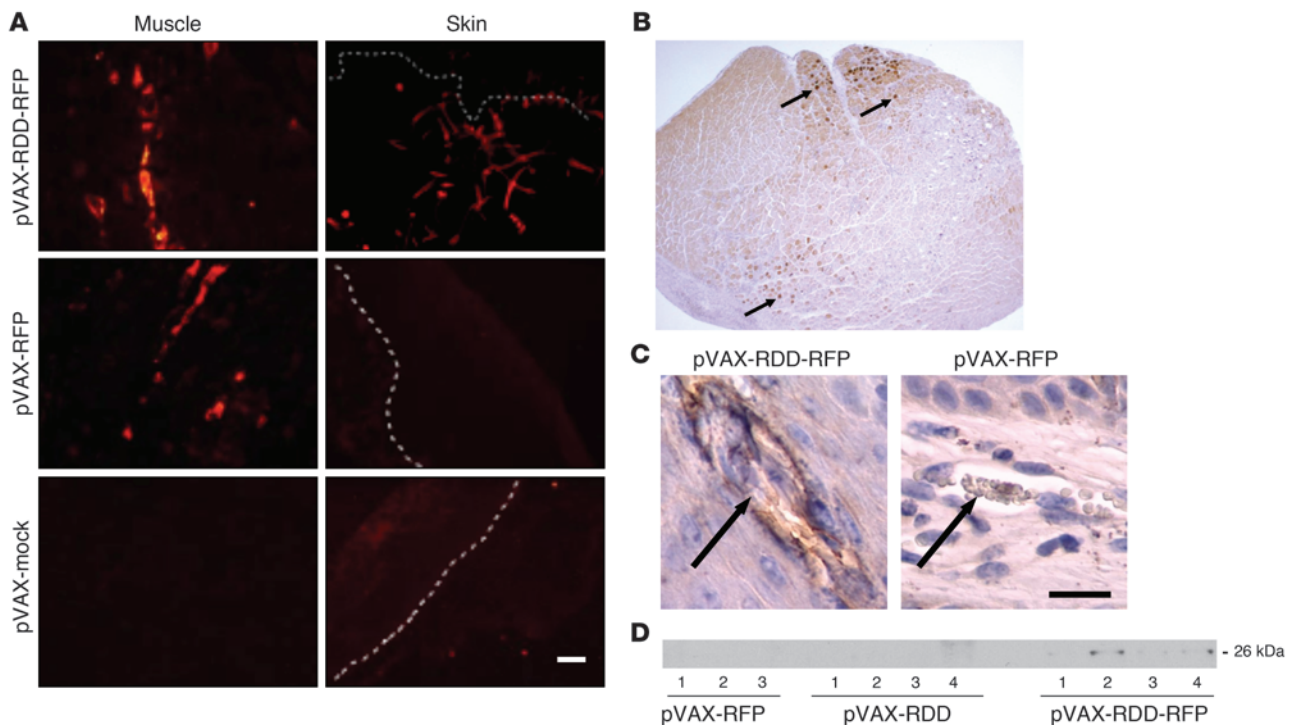 A
Muscle
Skin
pVAX-RDD-RFP
pVAX-RFP
pVAX-mock
B
C
pVAX-RDD-RFP
pVAX-RFP
D
- 26 kDa
1 2 3 1 2 3 4 1 2 3 4
pVAX-RFP pVAX-RDD pVAX-RDD-RFP